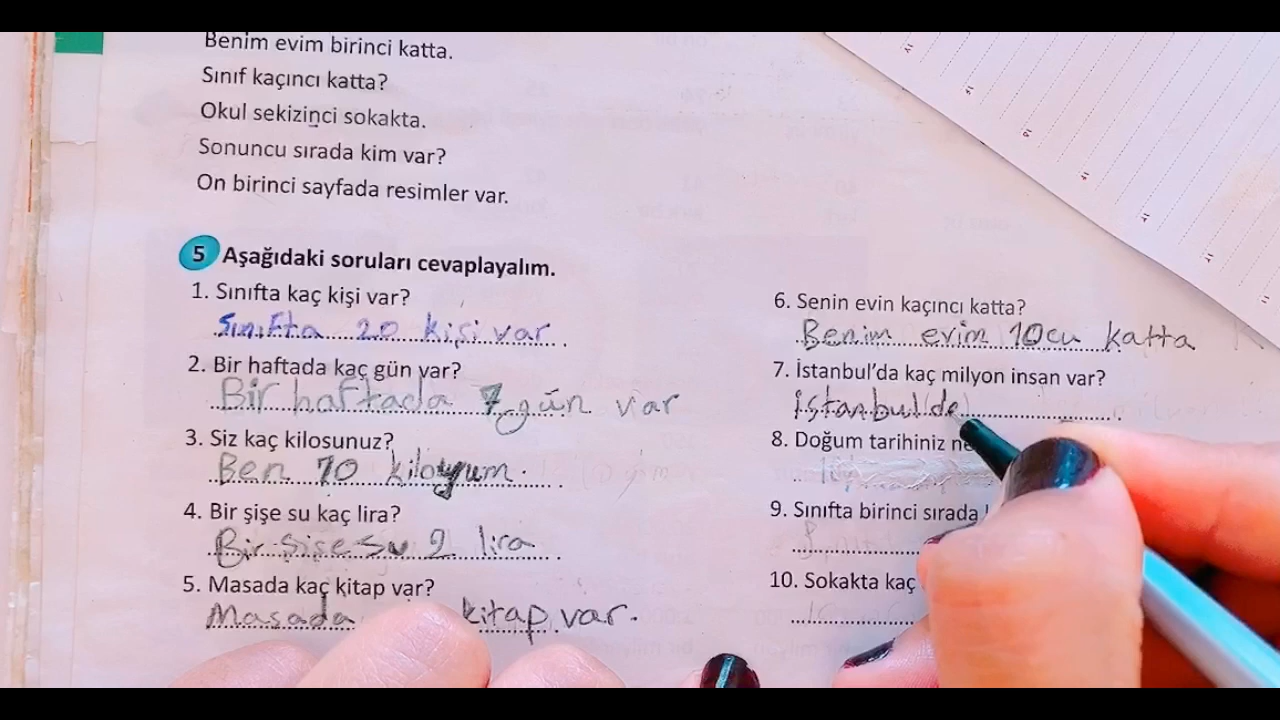 Benim evim birinci katta.
Sınıf kaçıncı katta?
Okul sekizinci sokakta.
Sonuncu sırada kim var?
On birinci sayfada resimler var.
5 Aşağıdaki soruları cevaplayalım.
1. Sınıfta kaç kişi var?
Sınıfta 20 kişi var
2. Bir haftada kaç gün var?
Bir haftada 7 gün var
3. Siz kaç kilosunuz?
Ben 70 kiloyum.
4. Bir şişe su kaç lira?
Bir şişe su 2 lira
5. Masada kaç kitap var?
Masada kitap var.
6. Senin evin kaçıncı katta?
Benim evim 10cu katta
7. İstanbul'da kaç milyon insan var?
istanbul'de
8. Doğum tarihiniz
9. Sınıfta birinci sırada
10. Sokakta kaç